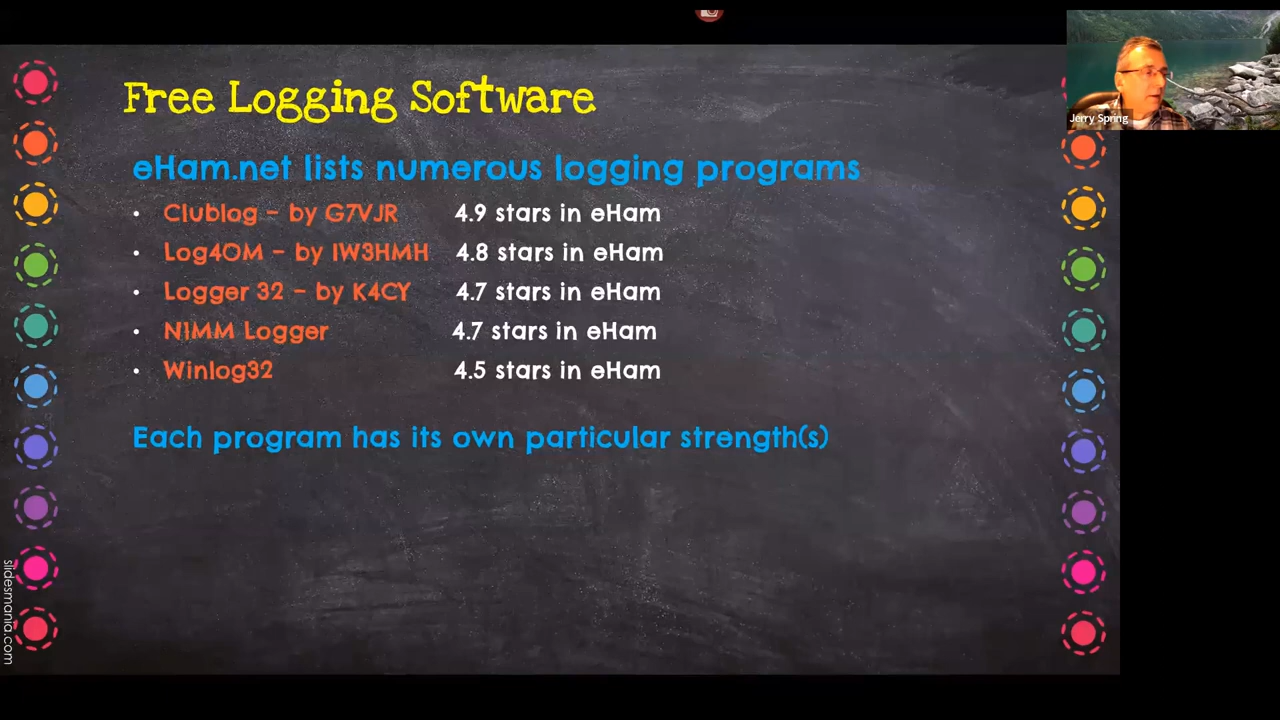 Free Logging Software
eHam.net lists numerous logging programs
• Clublog – by G7VJR 4.9 stars in eHam
• Log4OM – by IW3HMH 4.8 stars in eHam
• Logger 32 – by K4CY 4.7 stars in eHam
• N1MM Logger 4.7 stars in eHam
• Winlog32 4.5 stars in eHam
Each program has its own particular strength(s)
slidesmania.com
Jerry Spring